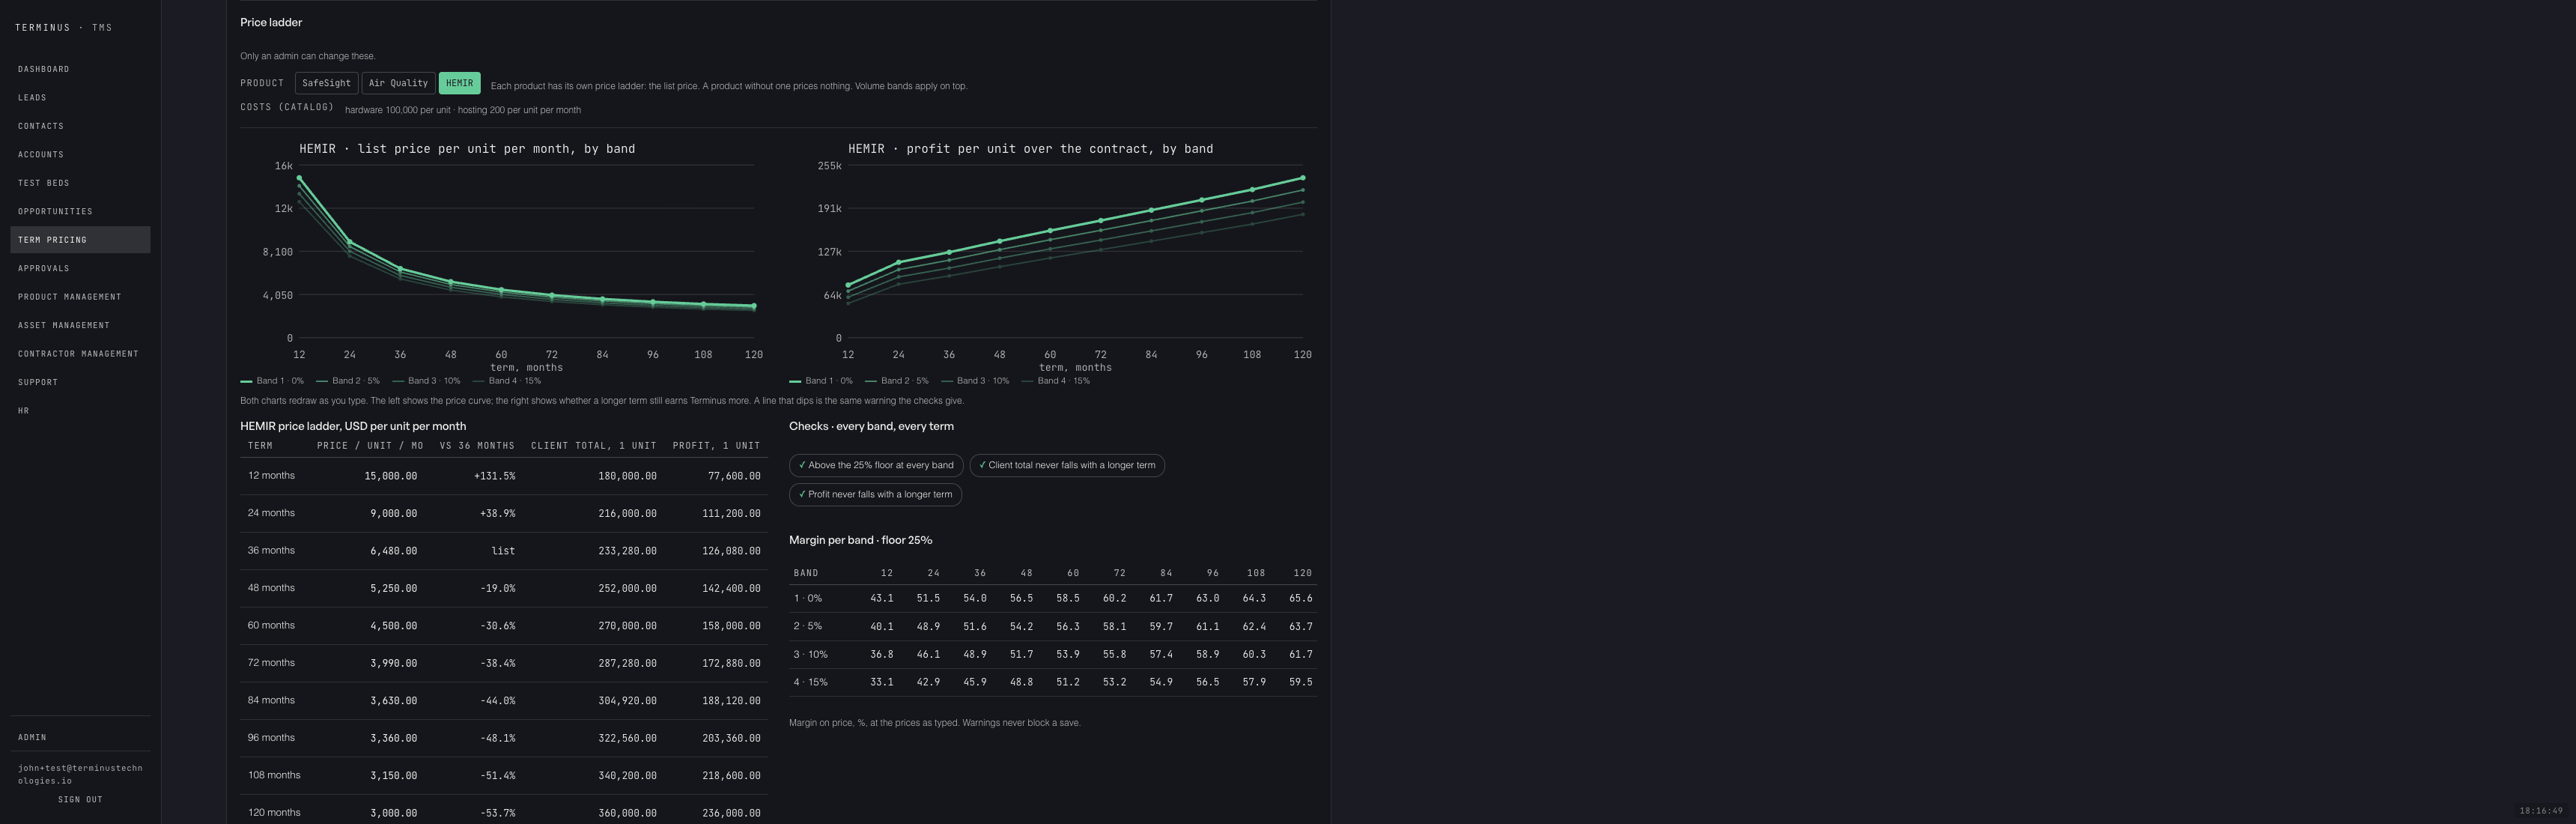 TERMINUS · TMS
DASHBOARD
LEADS
CONTACTS
ACCOUNTS
TEST BEDS
OPPORTUNITIES
TERM PRICING
APPROVALS
PRODUCT MANAGEMENT
ASSET MANAGEMENT
CONTRACTOR MANAGEMENT
SUPPORT
HR
ADMIN
john+test@terminustechn
ologies.io
SIGN OUT
Price ladder
Only an admin can change these.
PRODUCT SafeSight Air Quality HEMIR Each product has its own price ladder: the list price. A product without one prices nothing. Volume bands apply on top.
COSTS (CATALOG) hardware 100,000 per unit · hosting 200 per unit per month
HEMIR · list price per unit per month, by band
16k
12k
8,100
4,050
0
12 24 36 48 60 72 84 96 108 120
term, months
Band 1 · 0% Band 2 · 5% Band 3 · 10% Band 4 · 15%
HEMIR · profit per unit over the contract, by band
255k
191k
127k
64k
0
12 24 36 48 60 72 84 96 108 120
term, months
Band 1 · 0% Band 2 · 5% Band 3 · 10% Band 4 · 15%
Both charts redraw as you type. The left shows the price curve; the right shows whether a longer term still earns Terminus more. A line that dips is the same warning the checks give.
HEMIR price ladder, USD per unit per month
TERM PRICE / UNIT / MO VS 36 MONTHS CLIENT TOTAL, 1 UNIT PROFIT, 1 UNIT
12 months 15,000.00 +131.5% 180,000.00 77,600.00
24 months 9,000.00 +38.9% 216,000.00 111,200.00
36 months 6,480.00 list 233,280.00 126,080.00
48 months 5,250.00 -19.0% 252,000.00 142,400.00
60 months 4,500.00 -30.6% 270,000.00 158,000.00
72 months 3,990.00 -38.4% 287,280.00 172,880.00
84 months 3,630.00 -44.0% 304,920.00 188,120.00
96 months 3,360.00 -48.1% 322,560.00 203,360.00
108 months 3,150.00 -51.4% 340,200.00 218,600.00
120 months 3,000.00 -53.7% 360,000.00 236,000.00
Checks · every band, every term
✓ Above the 25% floor at every band ✓ Client total never falls with a longer term
✓ Profit never falls with a longer term
Margin per band · floor 25%
BAND 12 24 36 48 60 72 84 96 108 120
1 · 0% 43.1 51.5 54.0 56.5 58.5 60.2 61.7 63.0 64.3 65.6
2 · 5% 40.1 48.9 51.6 54.2 56.3 58.1 59.7 61.1 62.4 63.7
3 · 10% 36.8 46.1 48.9 51.7 53.9 55.8 57.4 58.9 60.3 61.7
4 · 15% 33.1 42.9 45.9 48.8 51.2 53.2 54.9 56.5 57.9 59.5
Margin on price, %, at the prices as typed. Warnings never block a save.
18:16:49